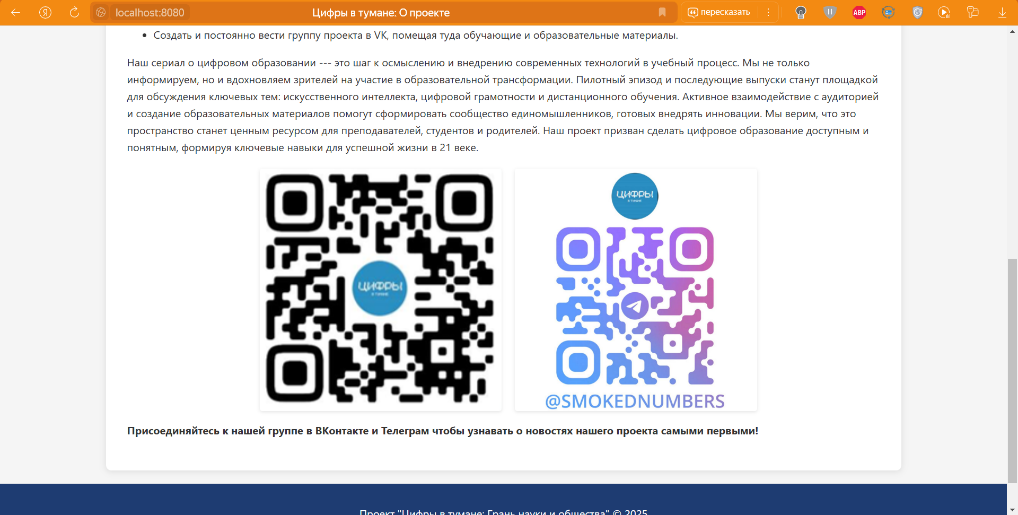 localhost:8080
Цифры в тумане: О проекте
пересказать
ABP
Создать и постоянно вести группу проекта в VK, помещая туда обучающие и образовательные материалы.
Наш сериал о цифровом образовании --- это шаг к осмыслению и внедрению современных технологий в учебный процесс. Мы не только
информируем, но и вдохновляем зрителей на участие в образовательной трансформации. Пилотный эпизод и последующие выпуски станут площадкой
для обсуждения ключевых тем: искусственного интеллекта, цифровой грамотности и дистанционного обучения. Активное взаимодействие с аудиторией
и создание образовательных материалов помогут сформировать сообщество единомышленников, готовых внедрять инновации. Мы верим, что это
пространство станет ценным ресурсом для преподавателей, студентов и родителей. Наш проект призван сделать цифровое образование доступным и
понятным, формируя ключевые навыки для успешной жизни в 21 веке.
ЦИФРЫ
ЦИФРЫ
@SMOKEDNUMBERS
Присоединяйтесь к нашей группе в ВКонтакте и Телеграм чтобы узнавать о новостях нашего проекта самыми первыми!
Проект "Цифры в тумане: Грань науки и общества" © 2025